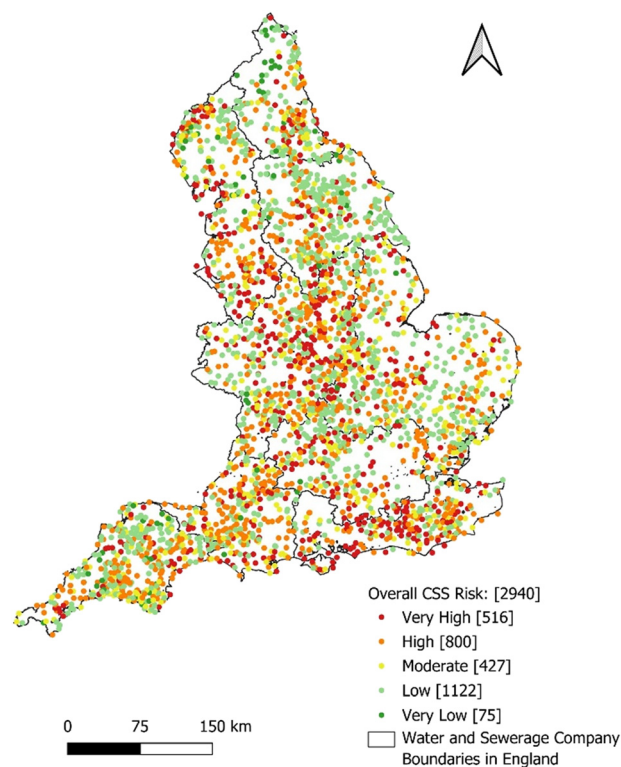 Overall CSS Risk: [2940]
Very High [516]
High [800]
Moderate [427]
Low [1122]
Very Low [75]
Water and Sewerage Company
Boundaries in England
0 75 150 km